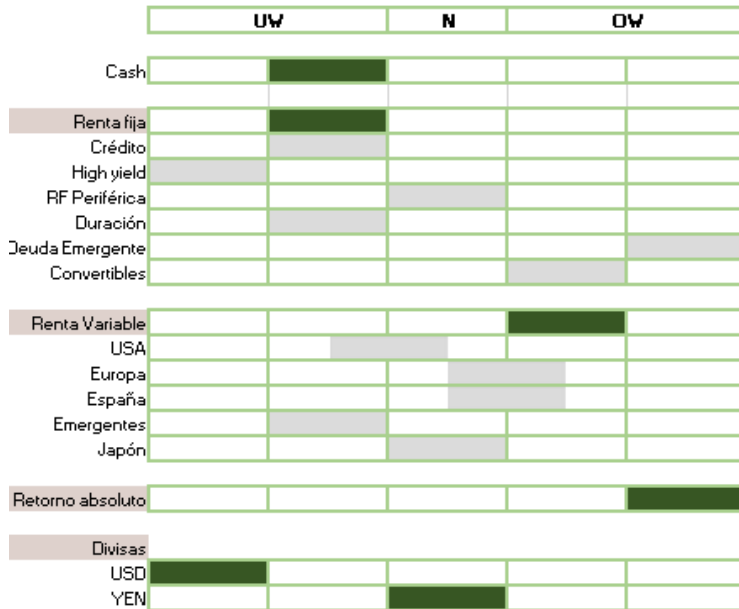 UW N OW
Cash
Renta fija
Crédito
High yield
RF Periférica
Duración
Deuda Emergente
Convertibles
Renta Variable
USA
Europa
España
Emergentes
Japón
Retorno absoluto
Divisas
USD
YEN